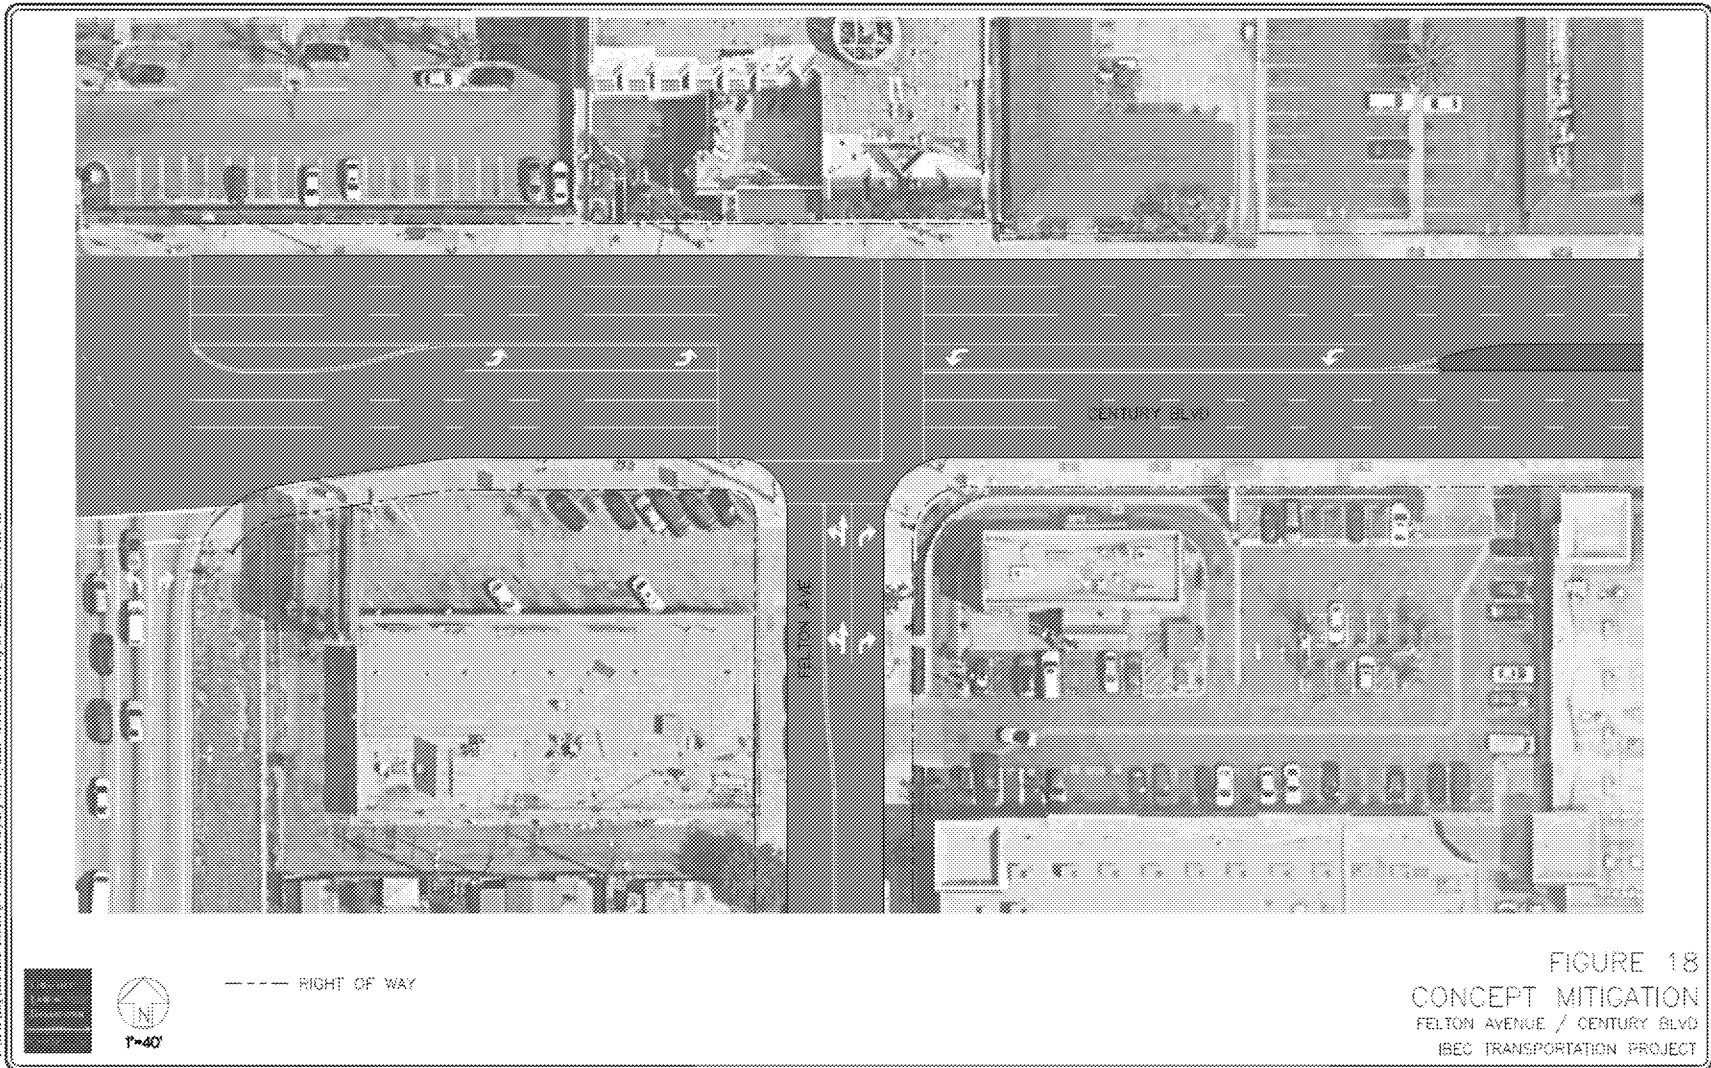 CENTURY BLVD
FELTON AVE
RIGHT OF WAY
N
1"=40'
FIGURE 18
CONCEPT MITIGATION
FELTON AVENUE / CENTURY BLVD
IBEC TRANSPORTATION PROJECT